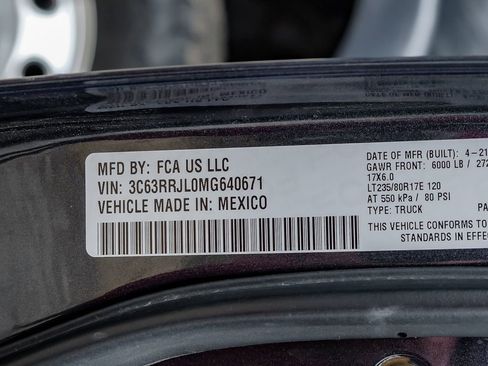 MFD BY: FCA US LLC
VIN: 3C63RRJL0MG640671
VEHICLE MADE IN: MEXICO
DATE OF MFR (BUILT): 4-21
GAWR FRONT: 6000 LB / 272
17X6.0
LT235/80R17E 120
AT 550 kPa / 80 PSI
TYPE: TRUCK PA
THIS VEHICLE CONFORMS TO
STANDARDS IN EFFE